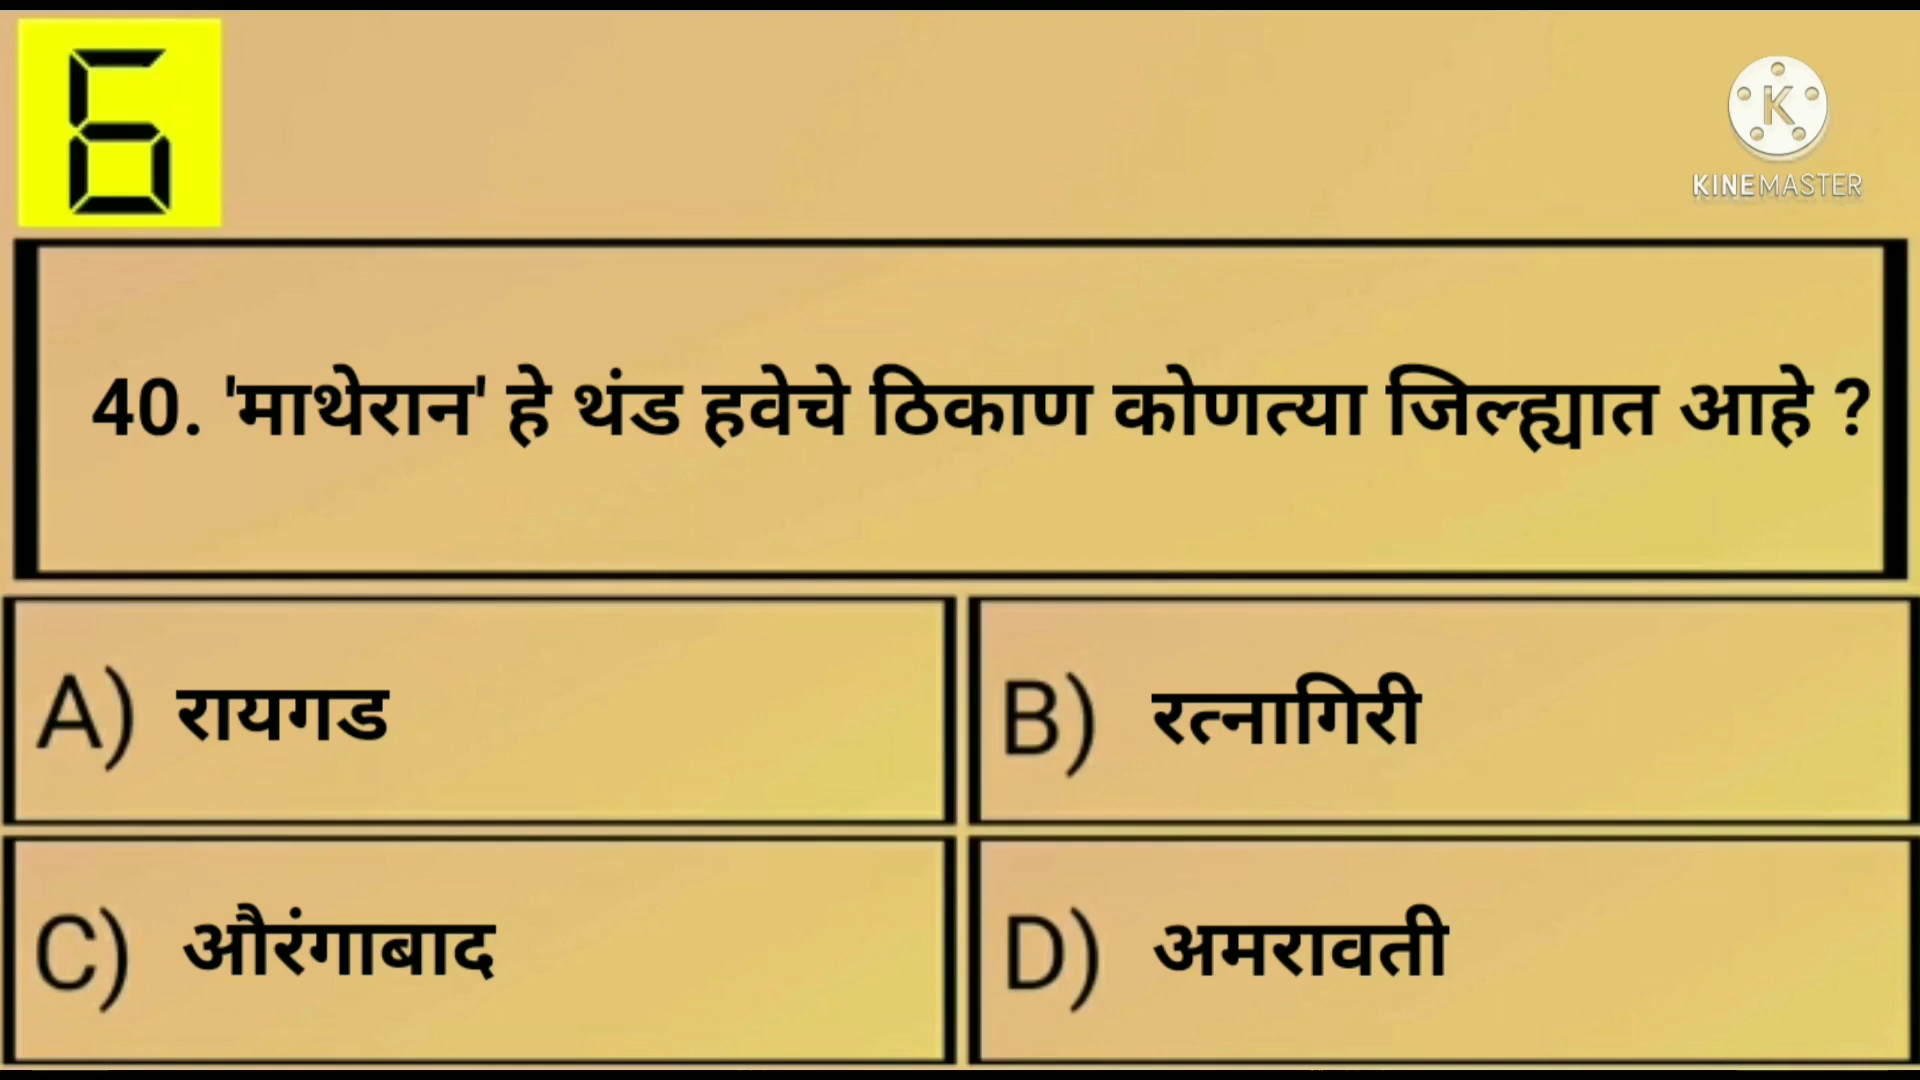 6
KINEMASTER
40. 'माथेरान' हे थंड हवेचे ठिकाण कोणत्या जिल्ह्यात आहे ?
A) रायगड
B) रत्नागिरी
C) औरंगाबाद
D) अमरावती